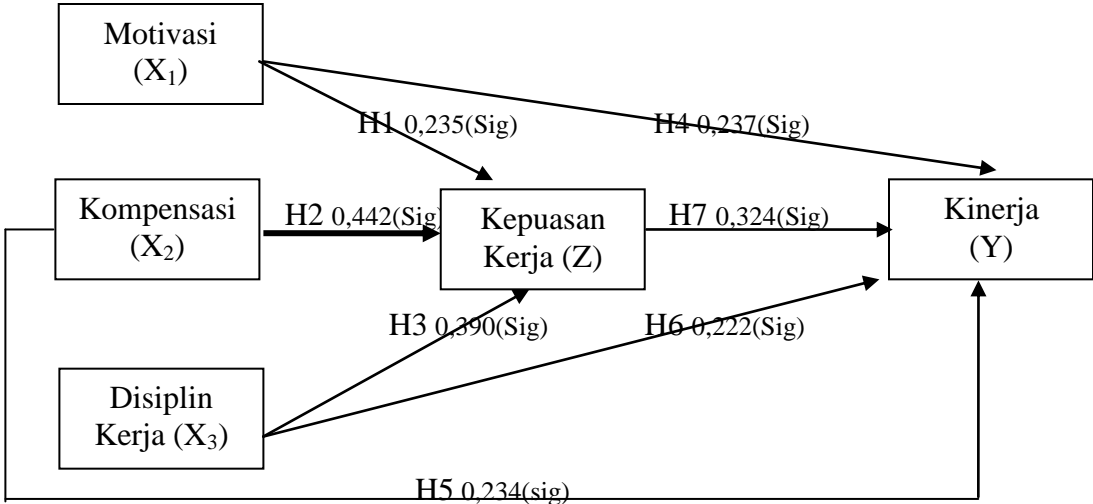 Motivasi
(X₁)
H1 0,235(Sig)
H4 0,237(Sig)
Kompensasi
(X₂)
H2 0,442(Sig)
Kepuasan
Kerja (Z)
H7 0,324(Sig)
Kinerja
(Y)
H3 0,390(Sig)
H6 0,222(Sig)
Disiplin
Kerja (X₃)
H5 0,234(sig)